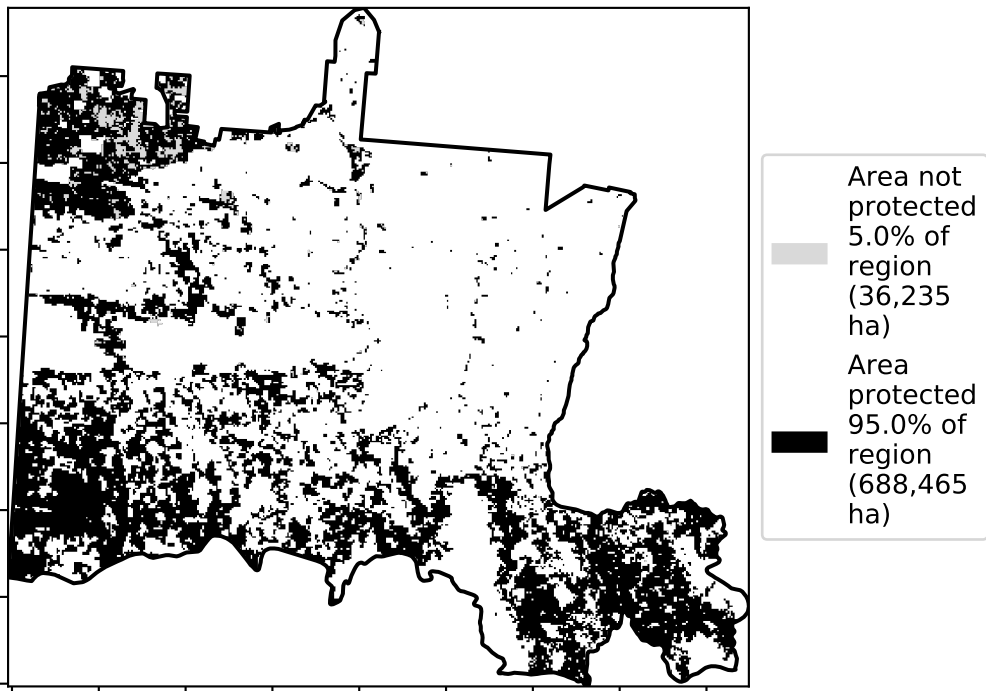 Area not
protected
5.0% of
region
(36,235
ha)
Area
protected
95.0% of
region
(688,465
ha)